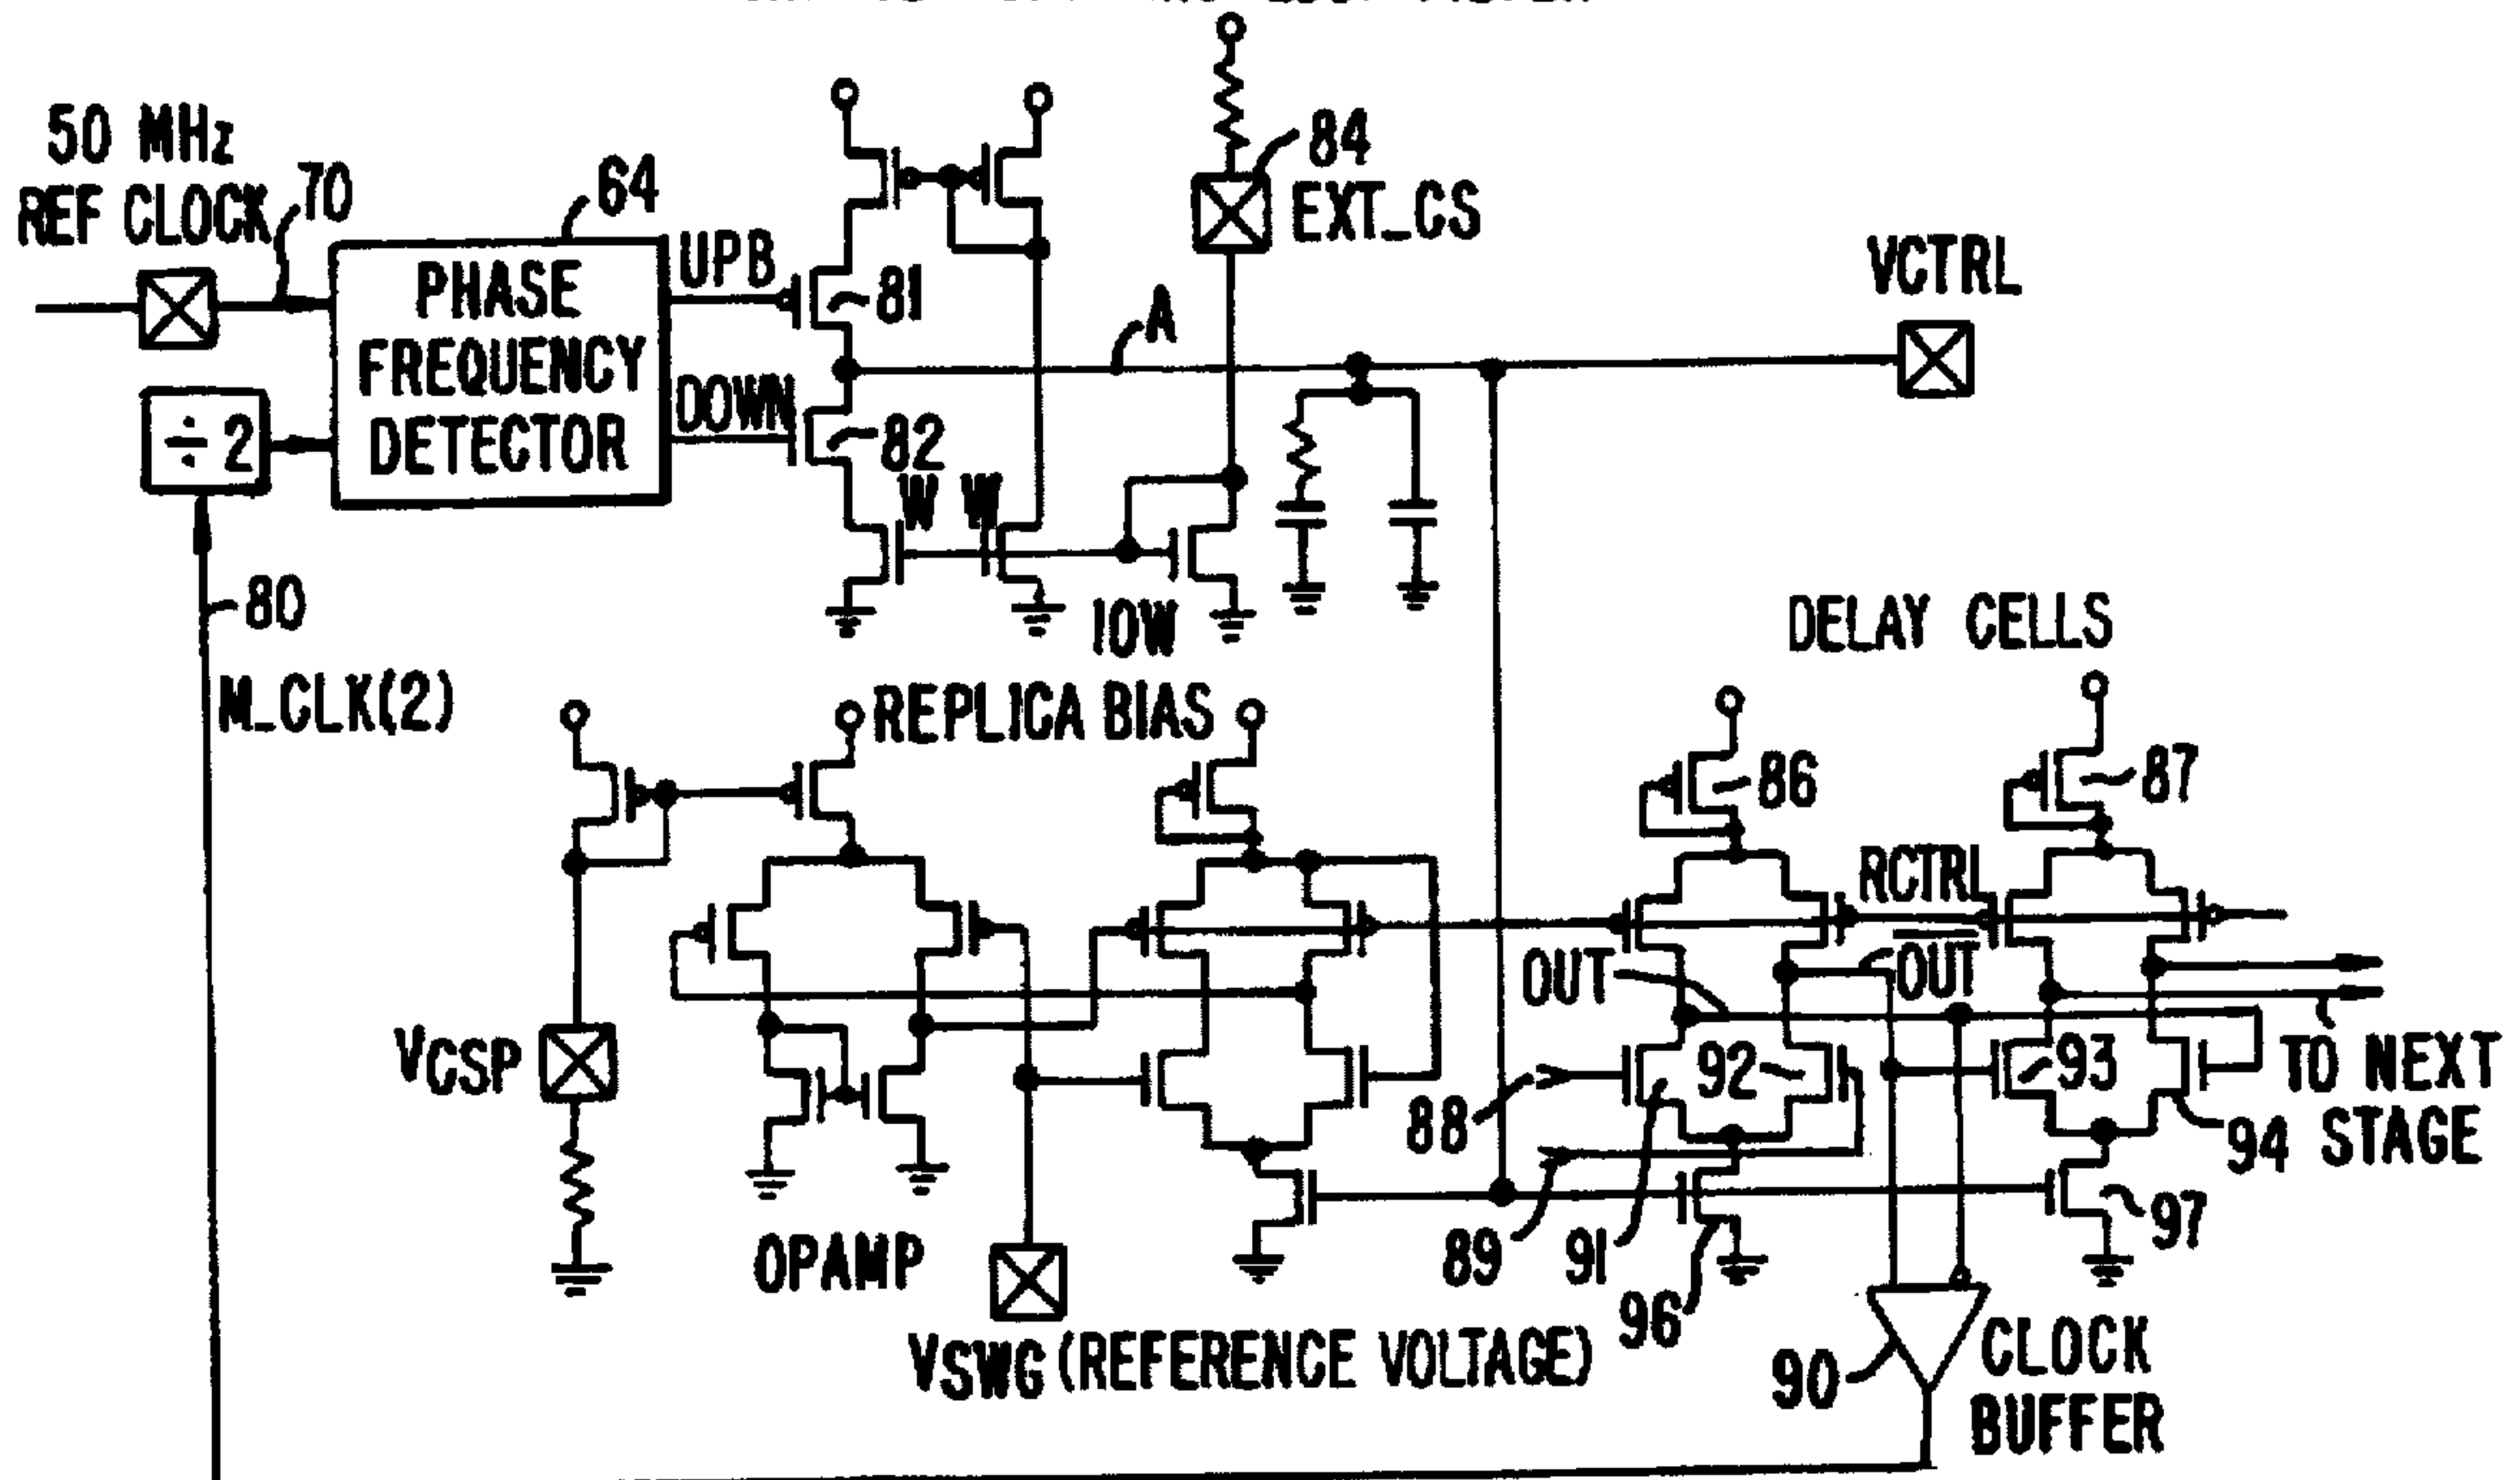 50 MHz
REF CLOCK
70
64
84
EXT_CS
PHASE
FREQUENCY
DETECTOR
UPB
81
A
VCTRL
÷ 2
DOWN
82
W W
10W
80
M_CLK(2)
REPLICA BIAS
DELAY CELLS
86
87
RCTRL
OUT
OUT
VCSP
88
92
93
TO NEXT
STAGE
94
OPAMP
89
91
96
97
VSWG (REFERENCE VOLTAGE)
90
CLOCK
BUFFER